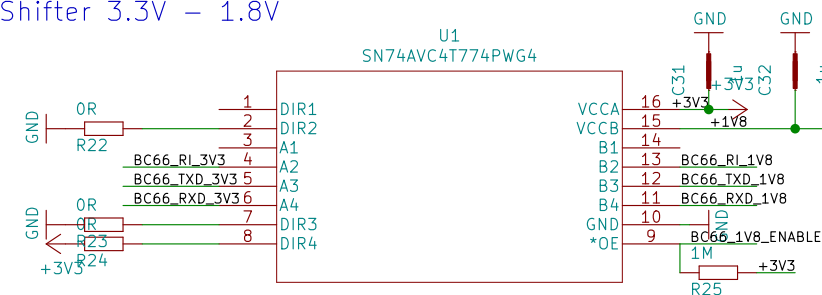 Shifter 3.3V - 1.8V
GND
GND
U1
SN74AVC4T774PWG4
C31
1u
C32
+3V3
1 DIR1
VCCA 16 +3V3
0R
GND
2 DIR2
VCCB 15 +1V8
R22
3 A1
B1 14
BC66_RI_3V3 4 A2
B2 13 BC66_RI_1V8
BC66_TXD_3V3 5 A3
B3 12 BC66_TXD_1V8
BC66_RXD_3V3 6 A4
B4 11 BC66_RXD_1V8
0R
GND
7 DIR3
GND 10
GND
0R
R23
8 DIR4
*OE 9 BC66_1V8_ENABLE
R24
+3V3
1M
+3V3
R25